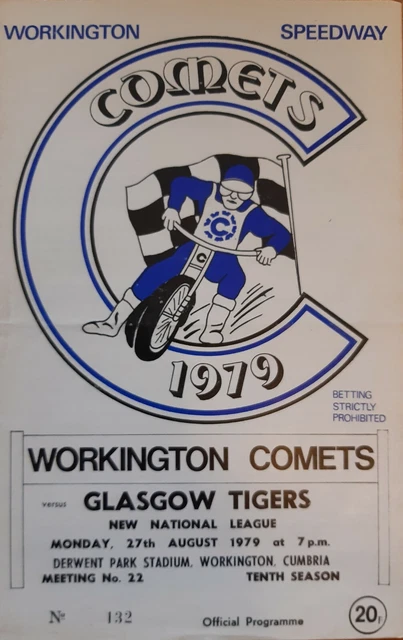 WORKINGTON SPEEDWAY
COMETS
C
C
1979
BETTING
STRICTLY
PROHIBITED
WORKINGTON COMETS
versus GLASGOW TIGERS
NEW NATIONAL LEAGUE
MONDAY, 27th AUGUST 1979 at 7 p.m.
DERWENT PARK STADIUM, WORKINGTON, CUMBRIA
MEETING No. 22 TENTH SEASON
Nº 132 Official Programme 20p